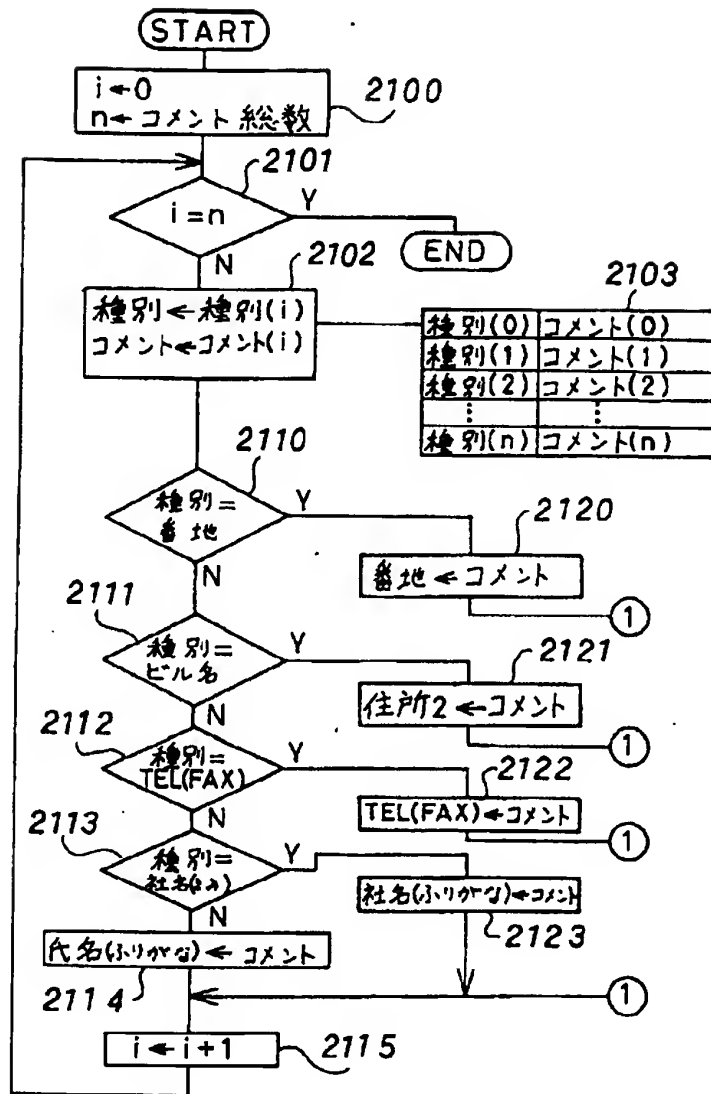 START
i←0
n←コメント総数
2100
2101
i=n
Y
END
N
2102
種別←種別(i)
コメント←コメント(i)
2103
種別(0) コメント(0)
種別(1) コメント(1)
種別(2) コメント(2)
⋮ ⋮
種別(n) コメント(n)
2110
種別=
番地
Y
N
2120
番地←コメント
1
2111
種別=
ビル名
Y
N
2121
住所2←コメント
1
2112
種別=
TEL(FAX)
Y
N
2122
TEL(FAX)←コメント
1
2113
種別=
社名(よみ)
Y
N
社名(ふりがな)←コメント
2123
氏名(ふりがな)←コメント
2114
1
i←i+1
2115